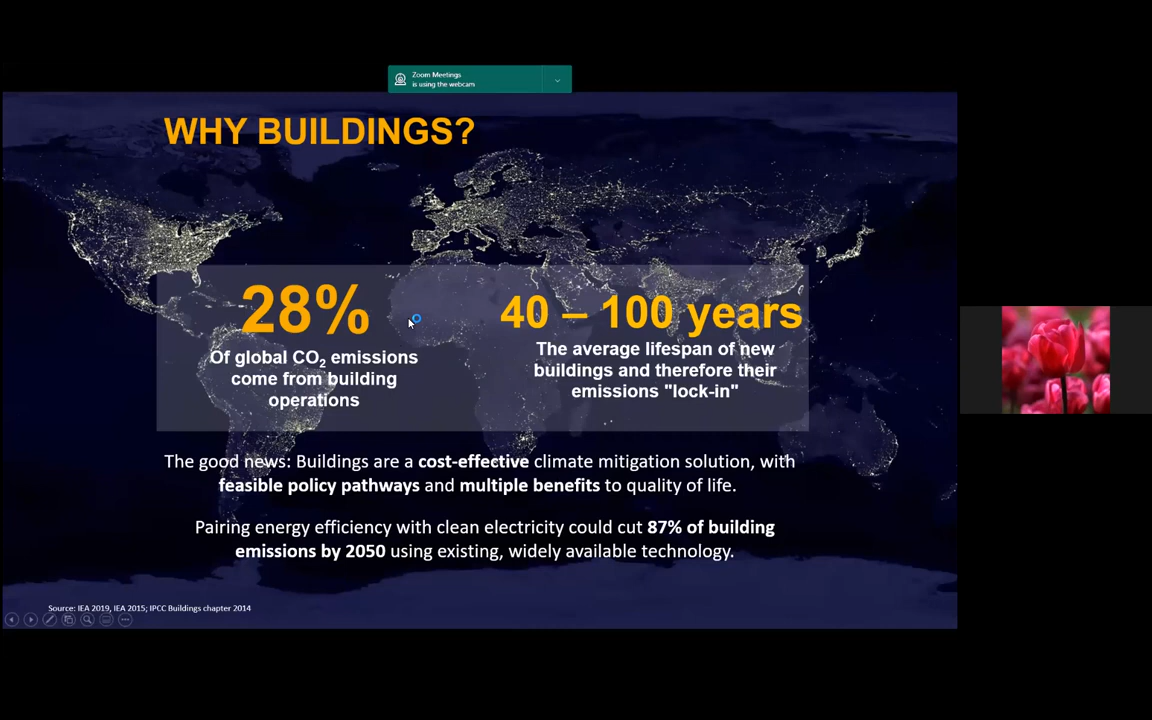 Zoom Meetings
is using the webcam
WHY BUILDINGS?
28%
Of global CO₂ emissions
come from building
operations
40 – 100 years
The average lifespan of new
buildings and therefore their
emissions "lock-in"
The good news: Buildings are a cost-effective climate mitigation solution, with
feasible policy pathways and multiple benefits to quality of life.
Pairing energy efficiency with clean electricity could cut 87% of building
emissions by 2050 using existing, widely available technology.
Source: IEA 2019, IEA 2015; IPCC Buildings chapter 2014